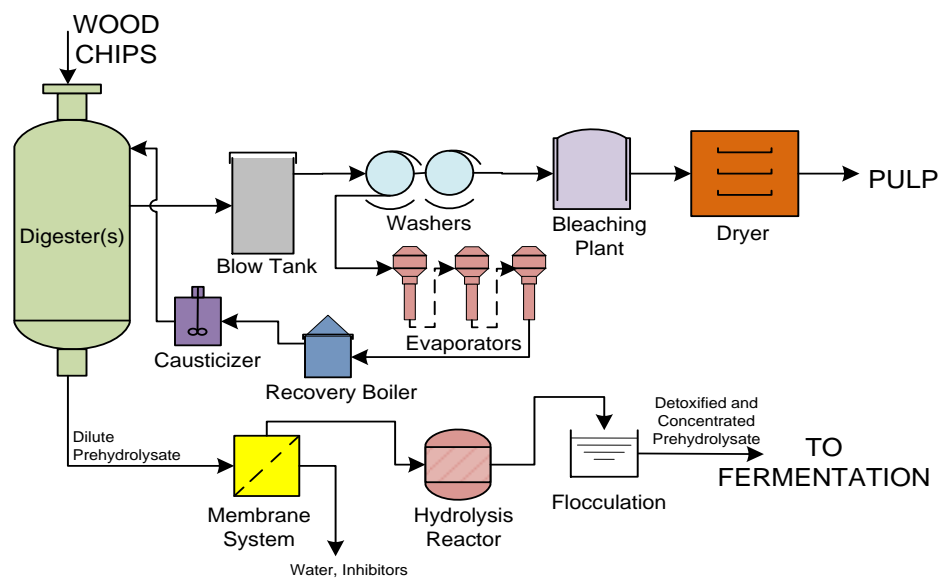 WOOD
CHIPS
Digester(s)
Blow Tank
Washers
Bleaching
Plant
Dryer
PULP
Evaporators
Causticizer
Recovery Boiler
Dilute
Prehydrolysate
Membrane
System
Water, Inhibitors
Hydrolysis
Reactor
Flocculation
Detoxified and
Concentrated
Prehydrolysate
TO
FERMENTATION